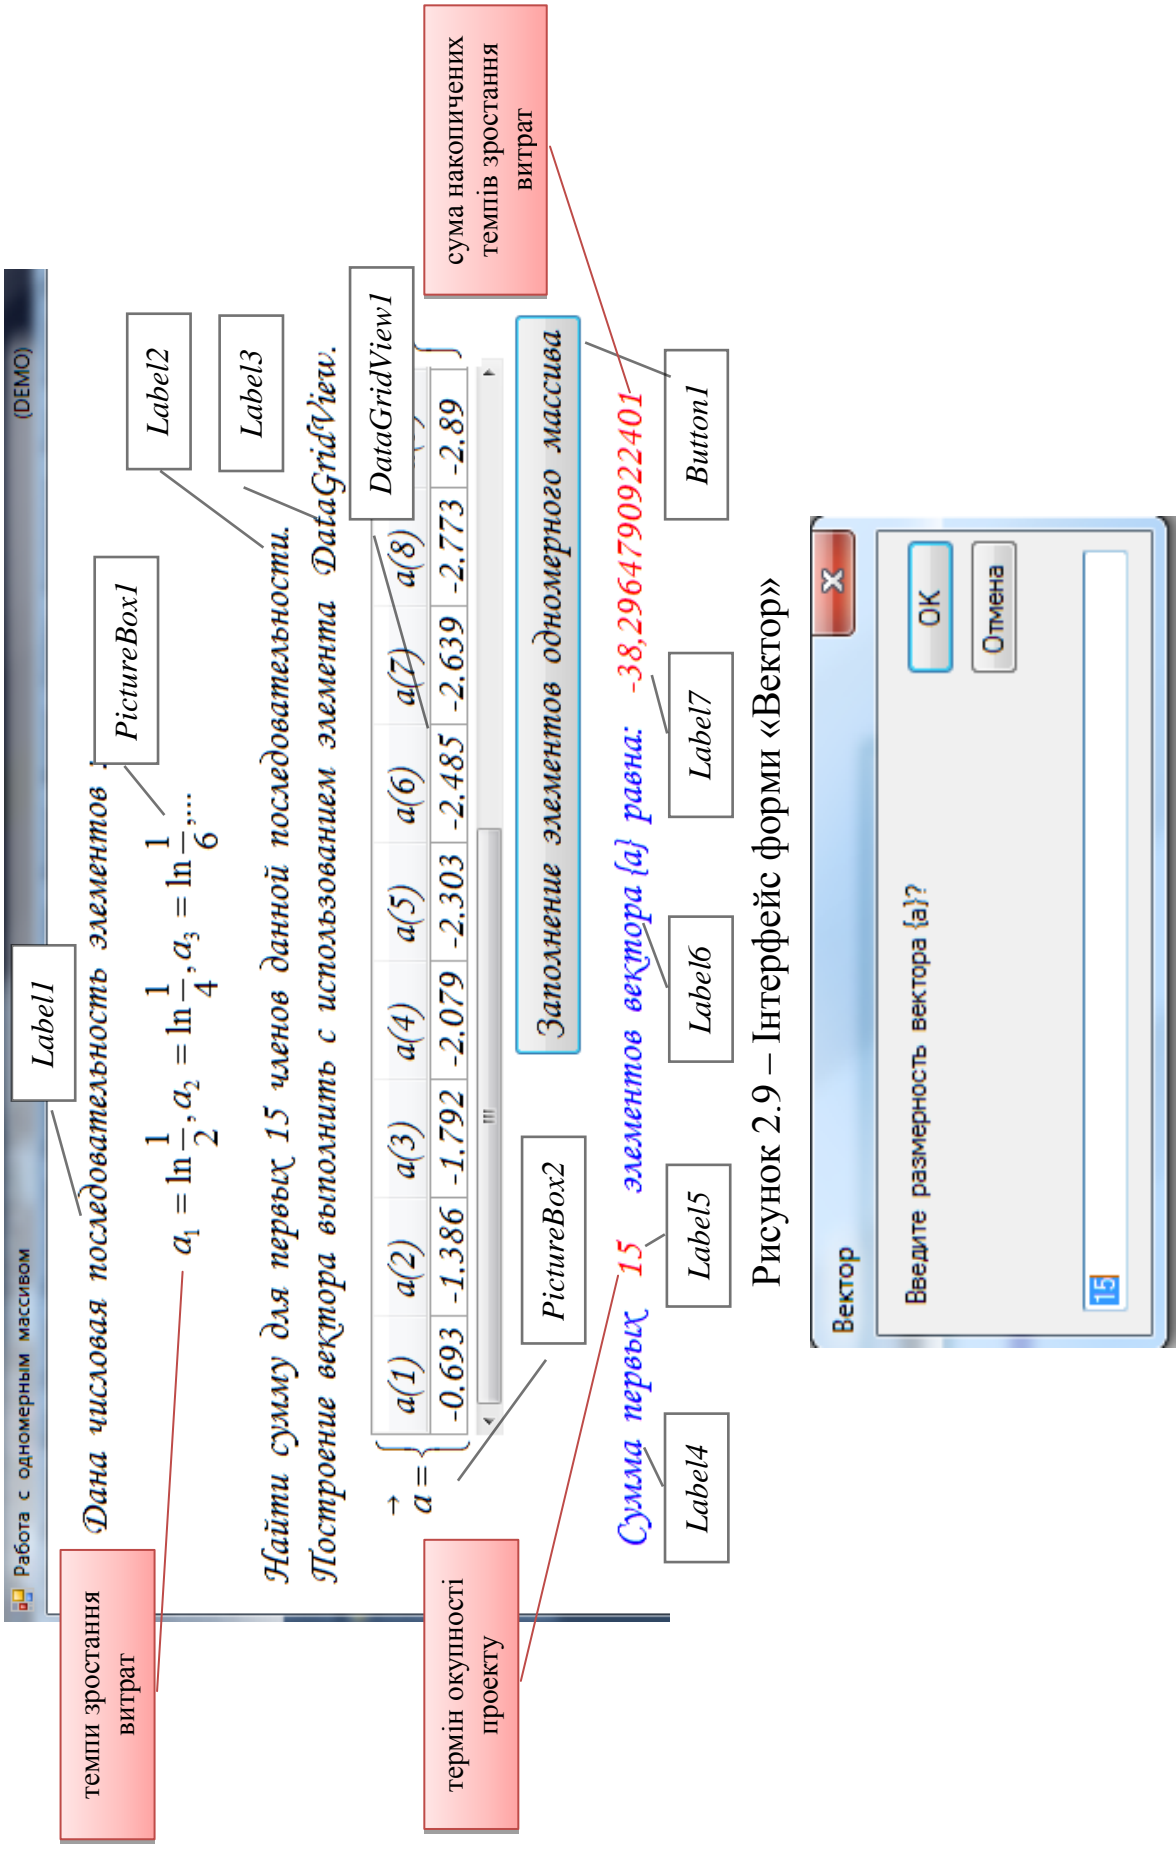 Label1
Работа с одномерным массивом
(DEMO)
Дана числовая последовательность элементов :
PictureBox1
темпи зростання
витрат
a₁ = ln 1/2, a₂ = ln 1/4, a₃ = ln 1/6, ...
Label2
Label3
Найти сумму для первых 15 членов данной последовательности.
Построение вектора выполнить с использованием элемента DataGridView.
DataGridView1
a(1) a(2) a(3) a(4) a(5) a(6) a(7) a(8)
a =
-0.693 -1.386 -1.792 -2.079 -2.303 -2.485 -2.639 -2.773 -2.89
термін окупності
проекту
сума накопичених
темпів зростання
витрат
PictureBox2
Заполнение элементов одномерного массива
Сумма первых 15 элементов вектора {a} равна: -38,2964790922401
Label4
Label5
Label6
Label7
Button1
Рисунок 2.9 – Інтерфейс форми «Вектор»
Вектор
Введите размерность вектора {a}?
OK
Отмена
15